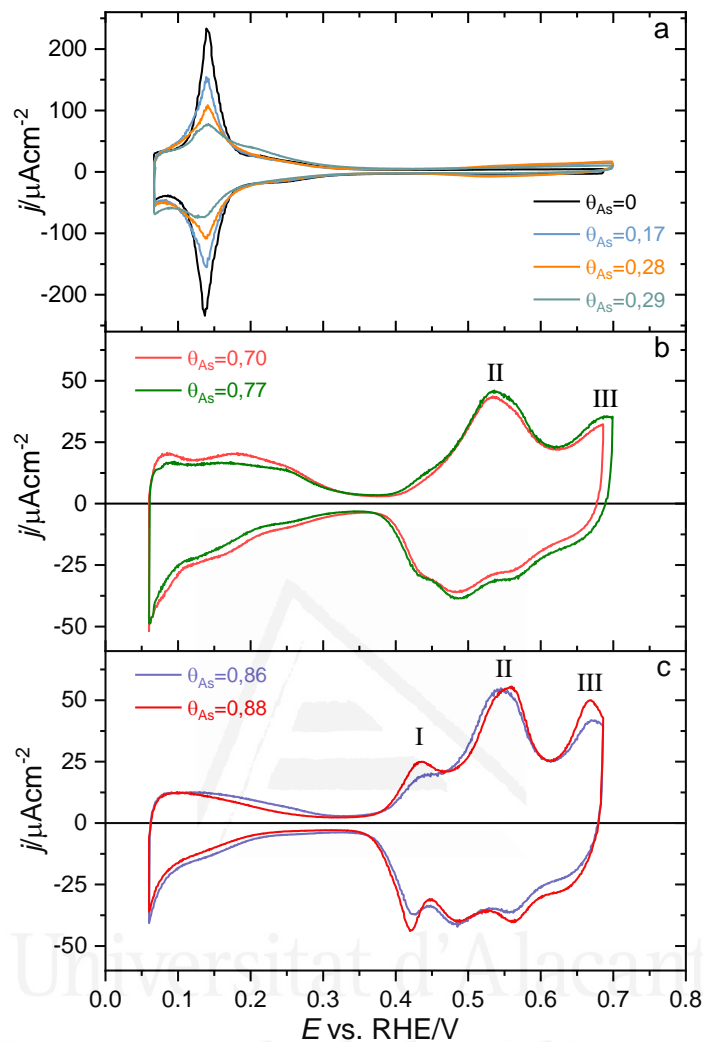 a
200
100
0
-100
-200
j/μAcm-2
θAs=0
θAs=0,17
θAs=0,28
θAs=0,29
b
50
25
0
-25
-50
j/μAcm-2
θAs=0,70
θAs=0,77
II
III
c
50
25
0
-25
-50
j/μAcm-2
θAs=0,86
θAs=0,88
I
II
III
0.0 0.1 0.2 0.3 0.4 0.5 0.6 0.7 0.8
E vs. RHE/V
Universitat d'Alacant